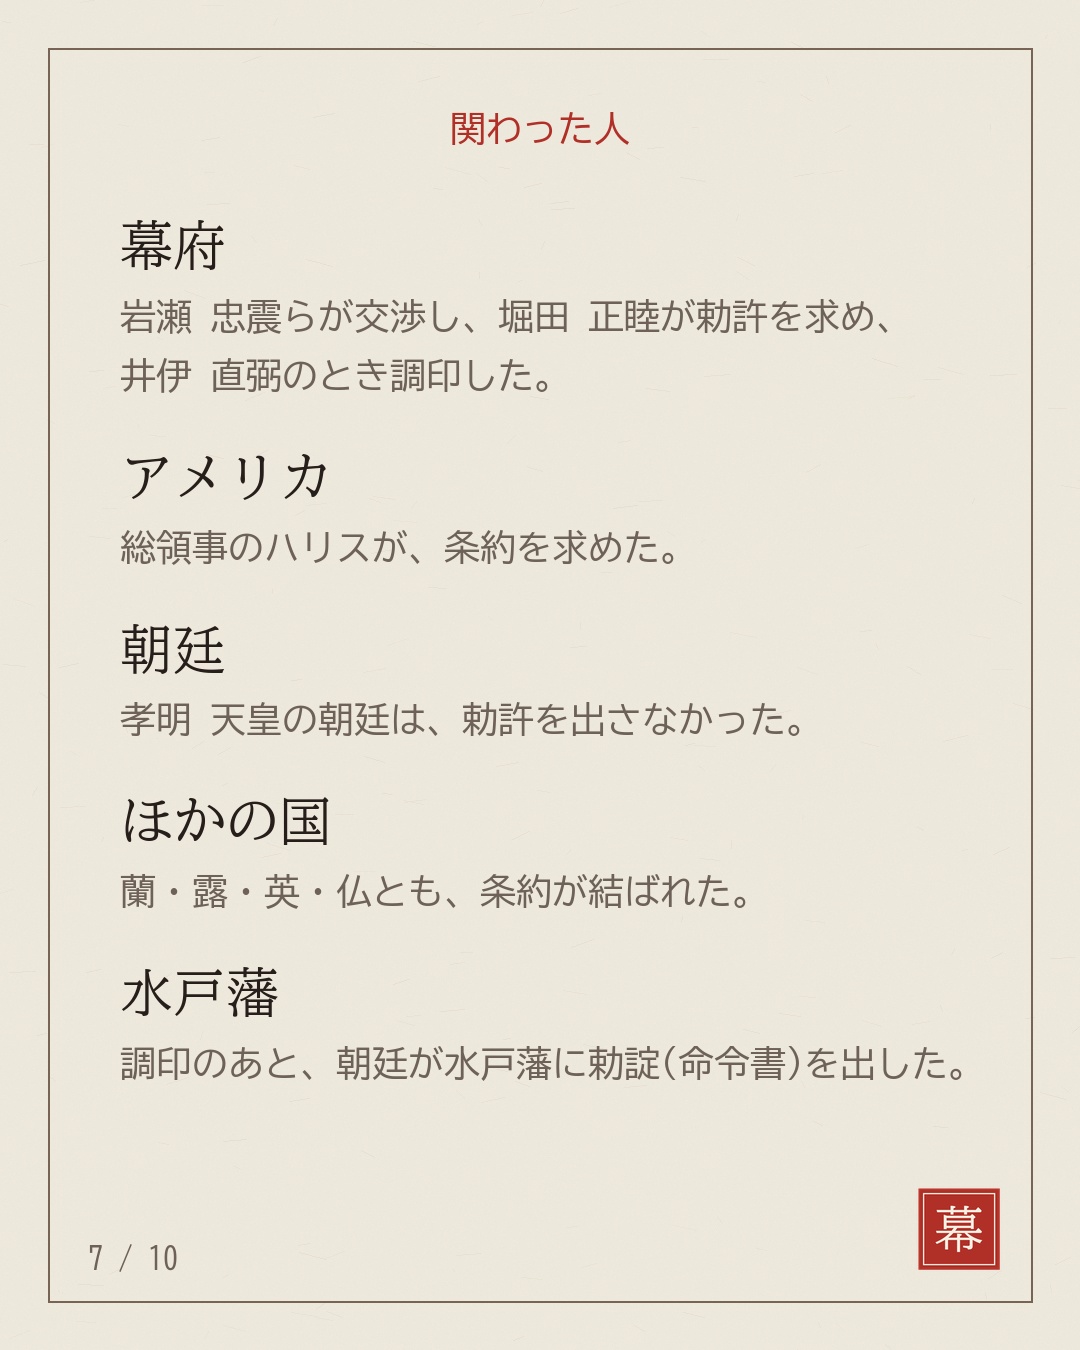 関わった人
幕府
岩瀬 忠震らが交渉し、堀田 正睦が勅許を求め、
井伊 直弼のとき調印した。
アメリカ
総領事のハリスが、条約を求めた。
朝廷
孝明 天皇の朝廷は、勅許を出さなかった。
ほかの国
蘭・露・英・仏とも、条約が結ばれた。
水戸藩
調印のあと、朝廷が水戸藩に勅諚(命令書)を出した。
幕
7 / 10